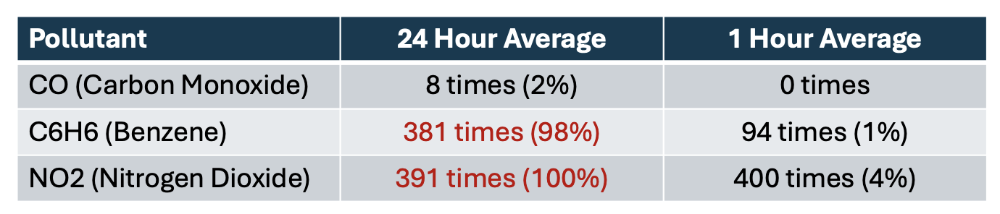 Pollutant 24 Hour Average 1 Hour Average
CO (Carbon Monoxide) 8 times (2%) 0 times
C6H6 (Benzene) 381 times (98%) 94 times (1%)
NO2 (Nitrogen Dioxide) 391 times (100%) 400 times (4%)